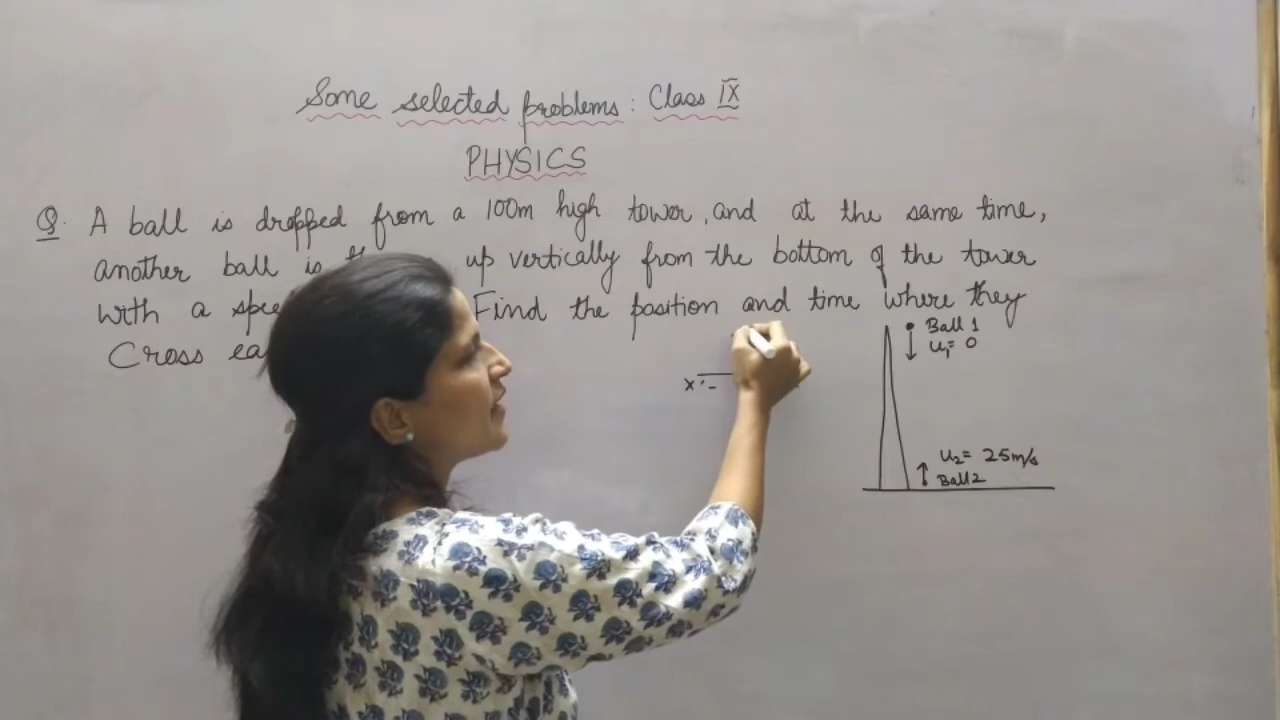 Some selected problems: Class IX
PHYSICS
Q. A ball is dropped from a 100m high tower, and at the same time,
another ball is up vertically from the bottom of the tower
with a Find the position and time where they
Cross
Ball 1
u₁= 0
X'-
u₂= 25m/s
Ball 2